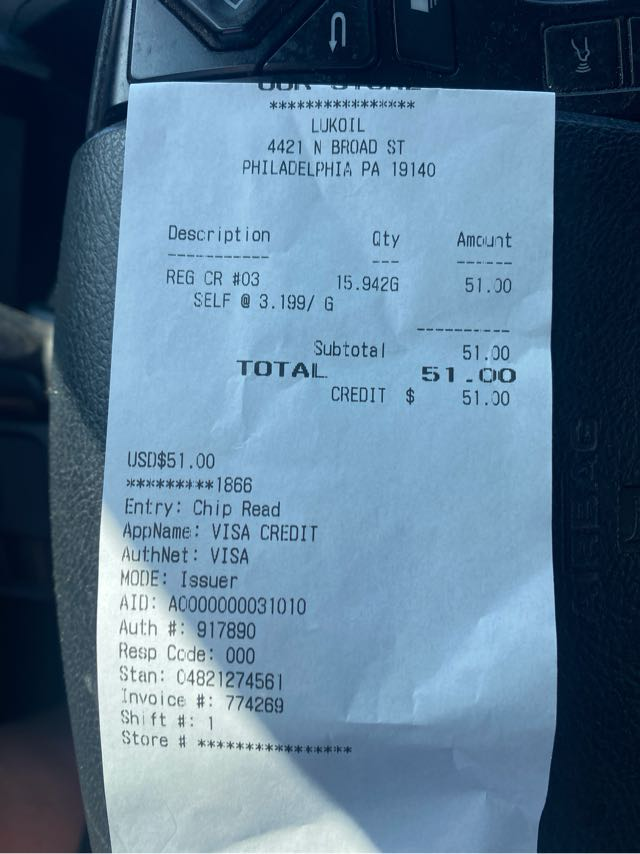 OUR STORE
****************
LUKOIL
4421 N BROAD ST
PHILADELPHIA PA 19140
Description Qty Amount
----------- --- ------
REG CR #03 15.942G 51.00
SELF @ 3.199/ G
----------
Subtotal 51.00
TOTAL 51.00
CREDIT $ 51.00
USD$51.00
*********1866
Entry: Chip Read
AppName: VISA CREDIT
AuthNet: VISA
MODE: Issuer
AID: A0000000031010
Auth #: 917890
Resp Code: 000
Stan: 04821274561
Invoice #: 774269
Shift #: 1
Store # ****************
AIRBAG